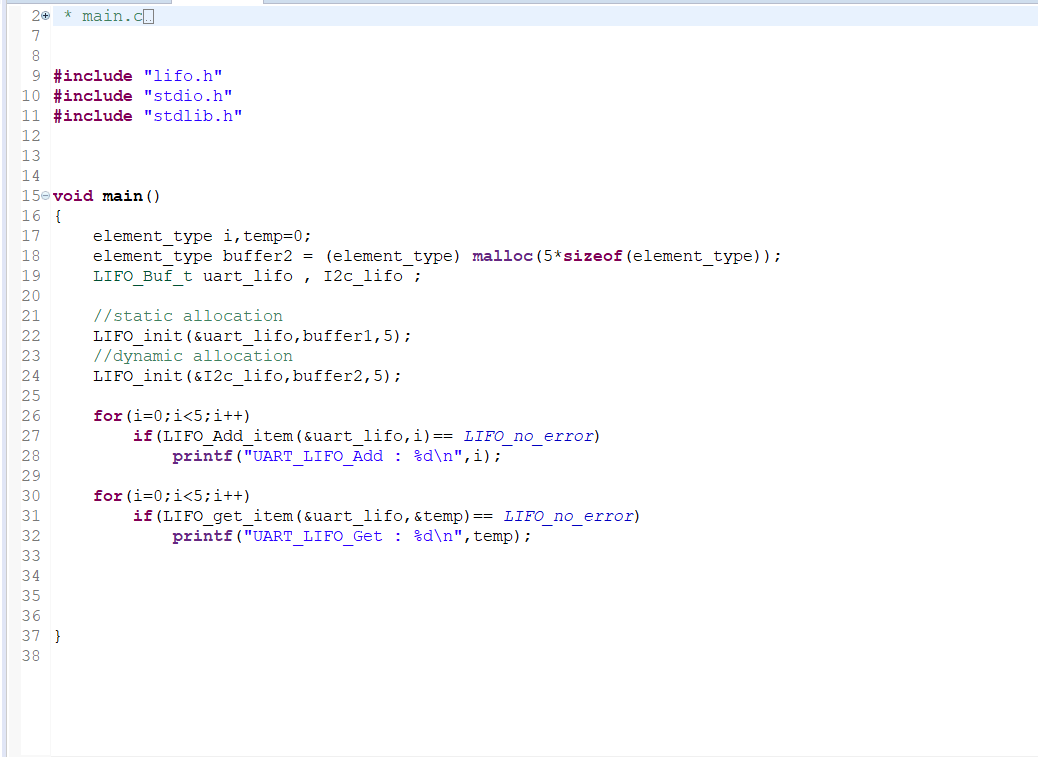 2 * main.c
7
8
9 #include "lifo.h"
10 #include "stdio.h"
11 #include "stdlib.h"
12
13
14
15 void main()
16 {
17     element_type i,temp=0;
18     element_type buffer2 = (element_type) malloc(5*sizeof(element_type));
19     LIFO_Buf_t uart_lifo , I2c_lifo ;
20
21     //static allocation
22     LIFO_init(&uart_lifo,buffer1,5);
23     //dynamic allocation
24     LIFO_init(&I2c_lifo,buffer2,5);
25
26     for(i=0;i<5;i++)
27         if(LIFO_Add_item(&uart_lifo,i)== LIFO_no_error)
28             printf("UART_LIFO_Add : %d\n",i);
29
30     for(i=0;i<5;i++)
31         if(LIFO_get_item(&uart_lifo,&temp)== LIFO_no_error)
32             printf("UART_LIFO_Get : %d\n",temp);
33
34
35
36
37 }
38